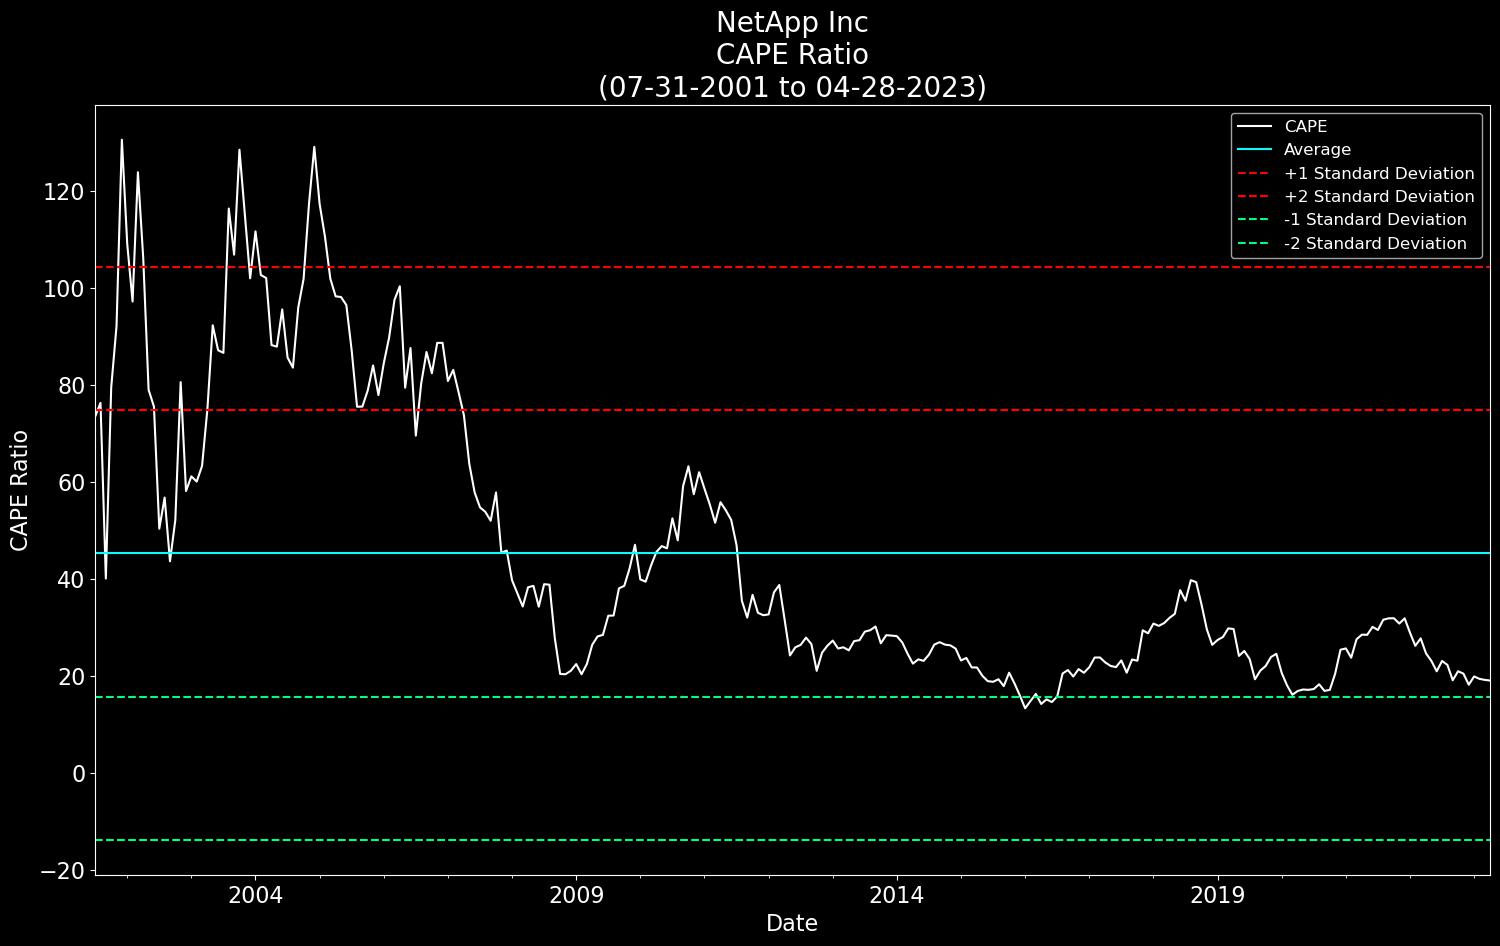 NetApp Inc
CAPE Ratio
(07-31-2001 to 04-28-2023)
CAPE
Average
+1 Standard Deviation
+2 Standard Deviation
-1 Standard Deviation
-2 Standard Deviation
CAPE Ratio
120
100
80
60
40
20
0
−20
2004
2009
2014
2019
Date